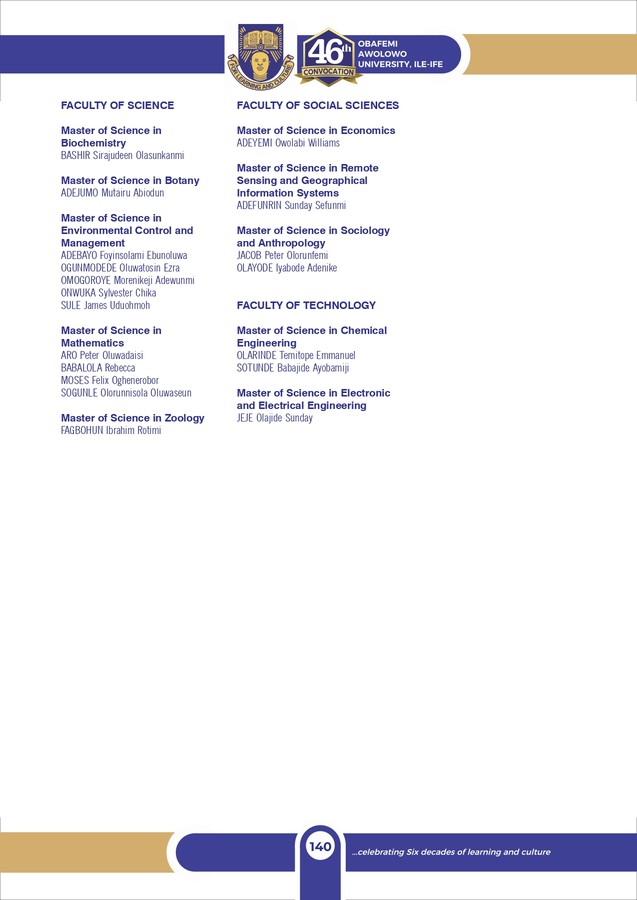 FOR LEARNING AND CULTURE
46th
CONVOCATION
OBAFEMI
AWOLOWO
UNIVERSITY, ILE-IFE
FACULTY OF SCIENCE
Master of Science in
Biochemistry
BASHIR Sirajudeen Olasunkanmi
Master of Science in Botany
ADEJUMO Mutairu Abiodun
Master of Science in
Environmental Control and
Management
ADEBAYO Foyinsolami Ebunoluwa
OGUNMODEDE Oluwatosin Ezra
OMOGOROYE Morenikeji Adewunmi
ONWUKA Sylvester Chika
SULE James Uduohmoh
Master of Science in
Mathematics
ARO Peter Oluwadaisi
BABALOLA Rebecca
MOSES Felix Oghenerobor
SOGUNLE Olorunnisola Oluwaseun
Master of Science in Zoology
FAGBOHUN Ibrahim Rotimi
FACULTY OF SOCIAL SCIENCES
Master of Science in Economics
ADEYEMI Owolabi Williams
Master of Science in Remote
Sensing and Geographical
Information Systems
ADEFUNRIN Sunday Sefunmi
Master of Science in Sociology
and Anthropology
JACOB Peter Olorunfemi
OLAYODE Iyabode Adenike
FACULTY OF TECHNOLOGY
Master of Science in Chemical
Engineering
OLARINDE Temitope Emmanuel
SOTUNDE Babajide Ayobamiji
Master of Science in Electronic
and Electrical Engineering
JEJE Olajide Sunday
140
...celebrating Six decades of learning and culture